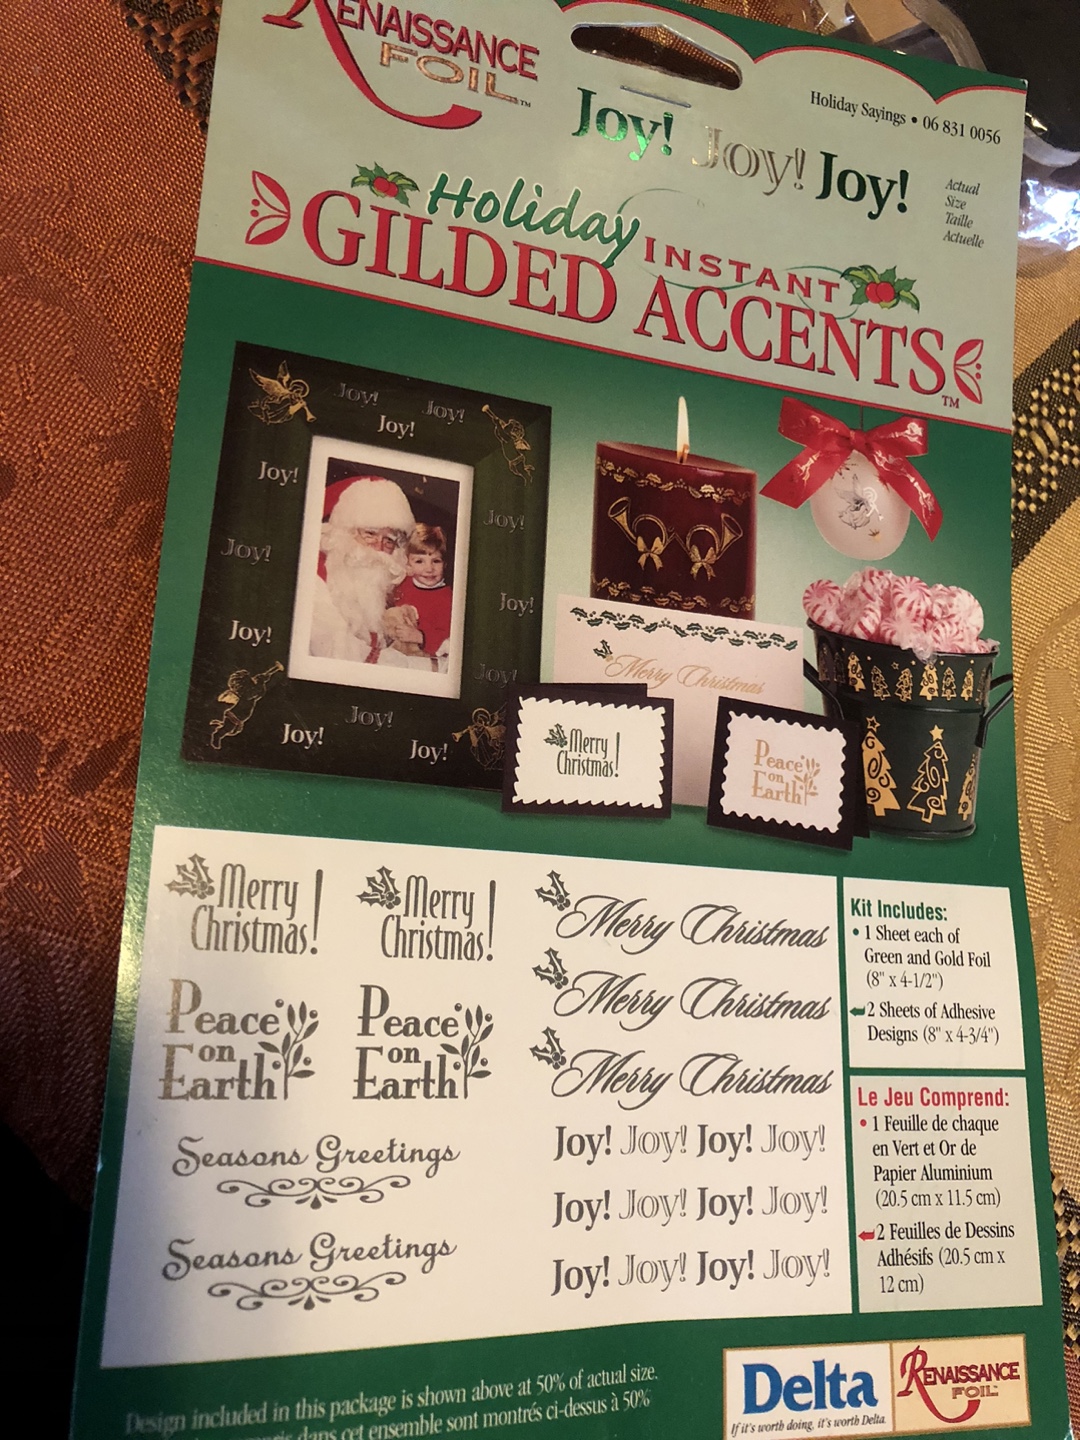 RENAISSANCE
FOIL™
Holiday Sayings • 06 831 0056
Joy! Joy! Joy!
Actual
Size
Taille
Actuelle
Holiday INSTANT
GILDED ACCENTS™
Joy! Joy!
Joy!
Joy!
Joy!
Joy!
Joy!
Joy!
Joy!
Joy!
Joy!
Joy!
Merry Christmas
Merry
Christmas!
Peace
on
Earth
Merry
Christmas!
Merry
Christmas!
Merry Christmas
Merry Christmas
Merry Christmas
Peace
on
Earth
Peace
on
Earth
Seasons Greetings
Seasons Greetings
Joy! Joy! Joy! Joy!
Joy! Joy! Joy! Joy!
Joy! Joy! Joy! Joy!
Kit Includes:
• 1 Sheet each of
Green and Gold Foil
(8" x 4-1/2")
2 Sheets of Adhesive
Designs (8" x 4-3/4")
Le Jeu Comprend:
• 1 Feuille de chaque
en Vert et Or de
Papier Aluminium
(20.5 cm x 11.5 cm)
2 Feuilles de Dessins
Adhésifs (20.5 cm x
12 cm)
Design included in this package is shown above at 50% of actual size.
dans cet ensemble sont montrés ci-dessus à 50%
Delta
If it's worth doing, it's worth Delta.
RENAISSANCE
FOIL™